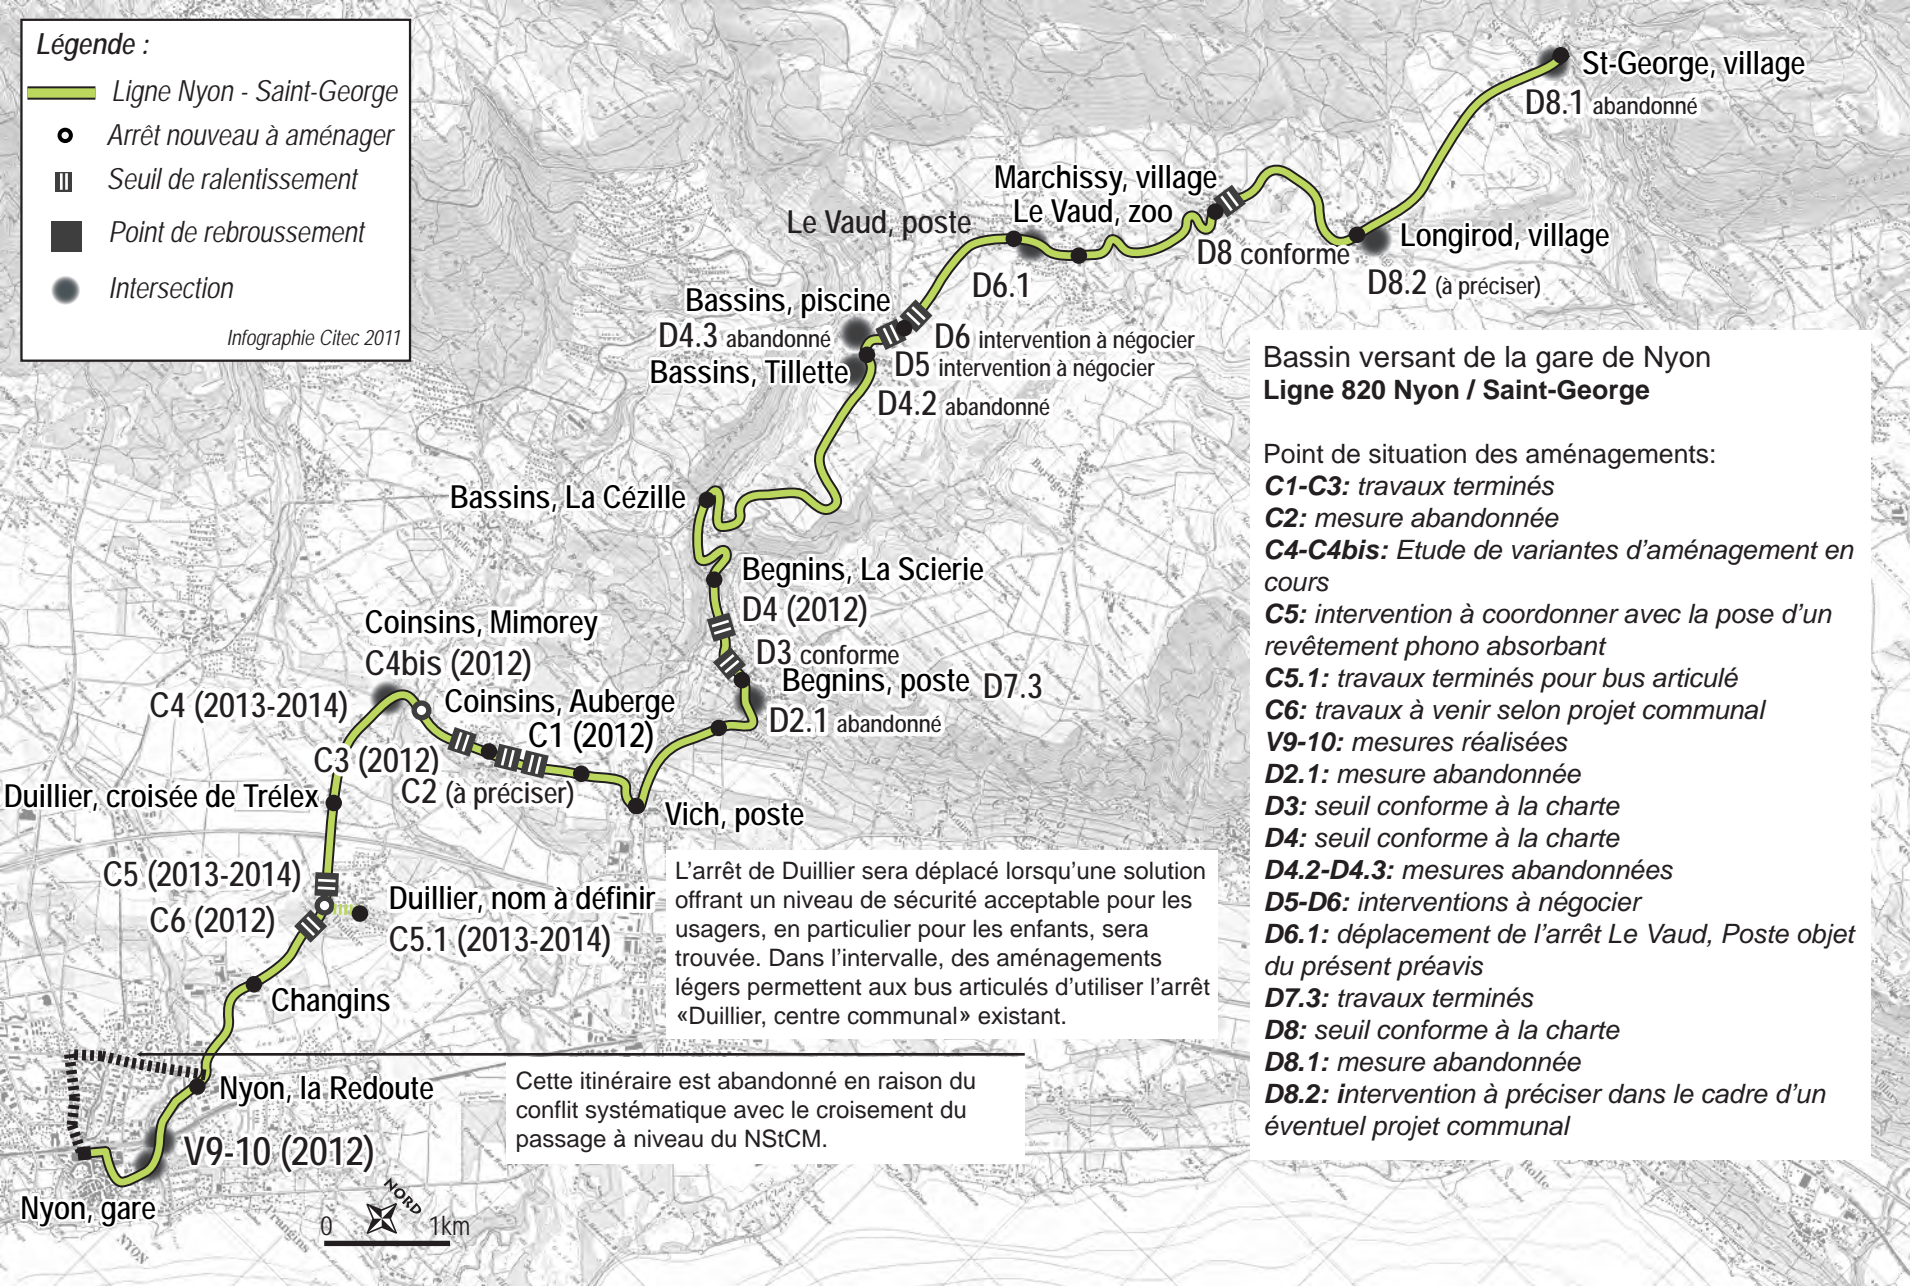 Légende :
Ligne Nyon - Saint-George
Arrêt nouveau à aménager
Seuil de ralentissement
Point de rebroussement
Intersection
Infographie Citec 2011
St-George, village
D8.1 abandonné
Marchissy, village
Le Vaud, zoo
Le Vaud, poste
D8 conforme
Longirod, village
D8.2 (à préciser)
D6.1
Bassins, piscine
D4.3 abandonné
D6 intervention à négocier
Bassins, Tillette
D5 intervention à négocier
D4.2 abandonné
Bassins, La Cézille
Begnins, La Scierie
D4 (2012)
D3 conforme
Begnins, poste
D7.3
D2.1 abandonné
Coinsins, Mimorey
C4bis (2012)
C4 (2013-2014)
Coinsins, Auberge
C1 (2012)
C3 (2012)
C2 (à préciser)
Duillier, croisée de Trélex
Vich, poste
C5 (2013-2014)
C6 (2012)
Duillier, nom à définir
C5.1 (2013-2014)
Changins
Nyon, la Redoute
V9-10 (2012)
Nyon, gare
NORD
0
1km
NYON
L'arrêt de Duillier sera déplacé lorsqu'une solution
offrant un niveau de sécurité acceptable pour les
usagers, en particulier pour les enfants, sera
trouvée. Dans l'intervalle, des aménagements
légers permettent aux bus articulés d'utiliser l'arrêt
«Duillier, centre communal» existant.
Cette itinéraire est abandonné en raison du
conflit systématique avec le croisement du
passage à niveau du NStCM.
Bassin versant de la gare de Nyon
Ligne 820 Nyon / Saint-George
Point de situation des aménagements:
C1-C3: travaux terminés
C2: mesure abandonnée
C4-C4bis: Etude de variantes d'aménagement en
cours
C5: intervention à coordonner avec la pose d'un
revêtement phono absorbant
C5.1: travaux terminés pour bus articulé
C6: travaux à venir selon projet communal
V9-10: mesures réalisées
D2.1: mesure abandonnée
D3: seuil conforme à la charte
D4: seuil conforme à la charte
D4.2-D4.3: mesures abandonnées
D5-D6: interventions à négocier
D6.1: déplacement de l'arrêt Le Vaud, Poste objet
du présent préavis
D7.3: travaux terminés
D8: seuil conforme à la charte
D8.1: mesure abandonnée
D8.2: intervention à préciser dans le cadre d'un
éventuel projet communal